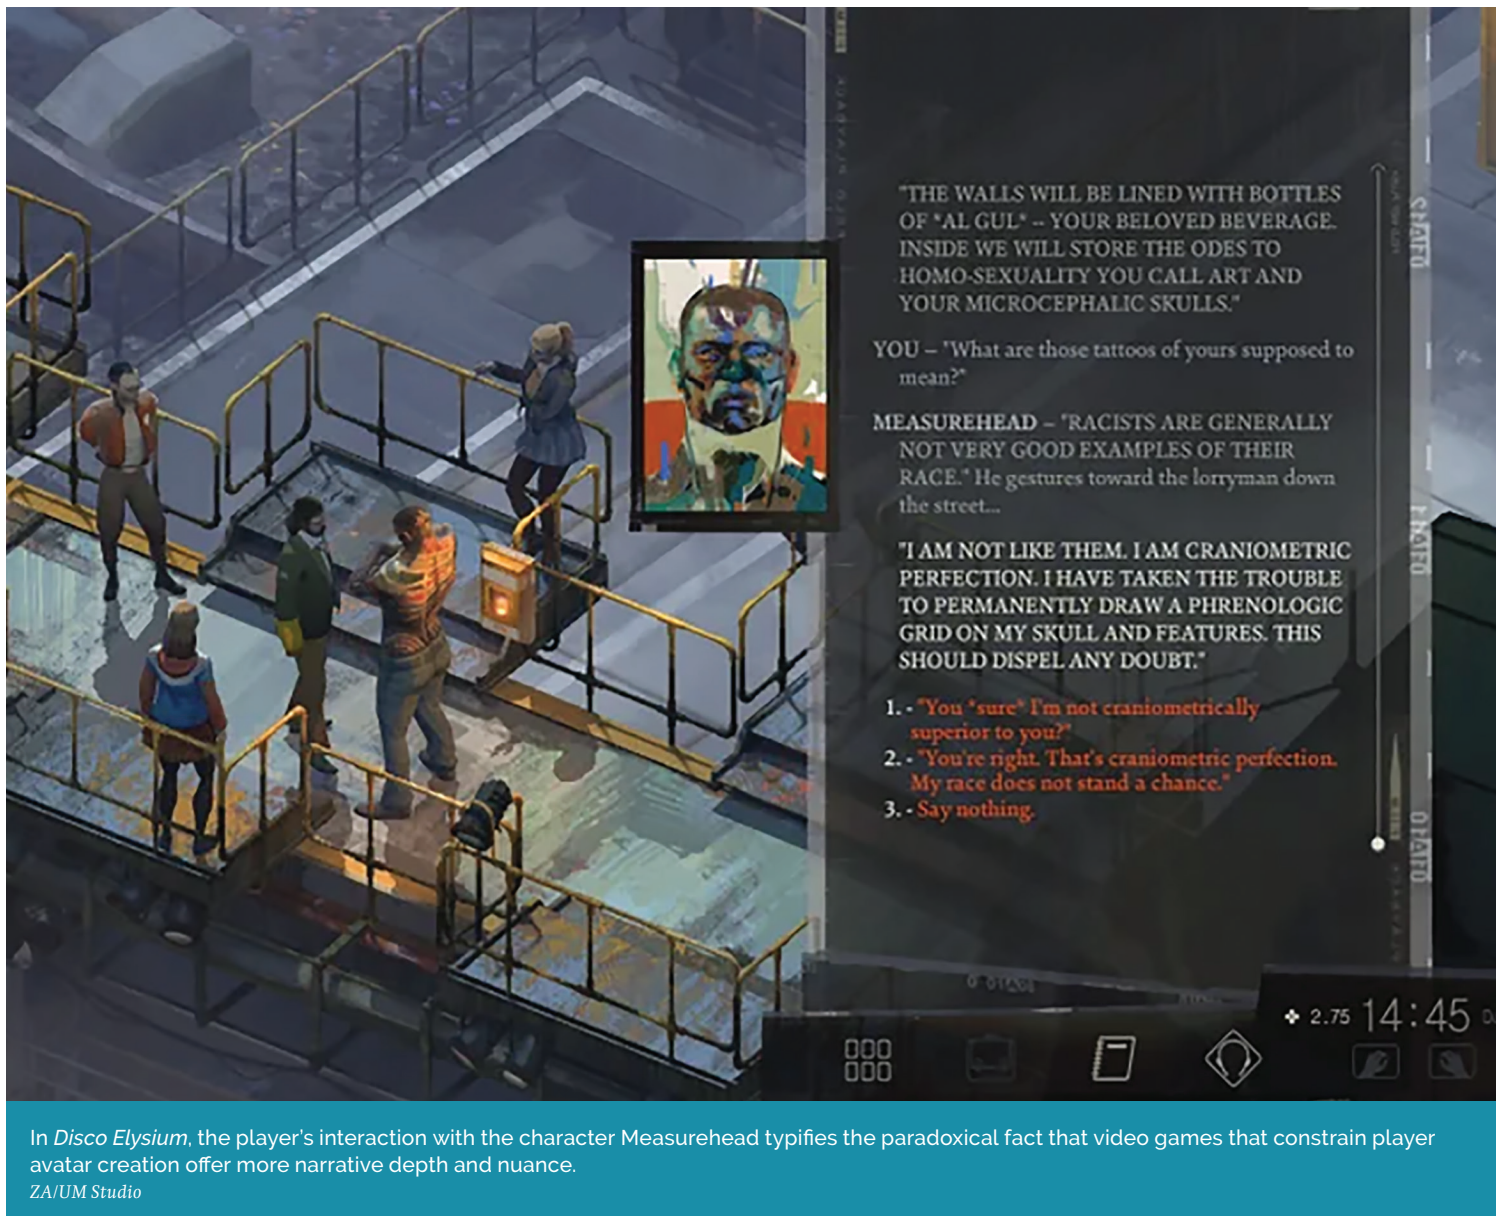 "THE WALLS WILL BE LINED WITH BOTTLES
OF *AL GUL* – YOUR BELOVED BEVERAGE.
INSIDE WE WILL STORE THE ODES TO
HOMO-SEXUALITY YOU CALL ART AND
YOUR MICROCEPHALIC SKULLS."
YOU – "What are those tattoos of yours supposed to
mean?"
MEASUREHEAD – "RACISTS ARE GENERALLY
NOT VERY GOOD EXAMPLES OF THEIR
RACE." He gestures toward the lorryman down
the street...
"I AM NOT LIKE THEM. I AM CRANIOMETRIC
PERFECTION. I HAVE TAKEN THE TROUBLE
TO PERMANENTLY DRAW A PHRENOLOGIC
GRID ON MY SKULL AND FEATURES. THIS
SHOULD DISPEL ANY DOUBT."
1. - "You *sure* I'm not craniometrically
superior to you?"
2. - "You're right. That's craniometric perfection.
My race does not stand a chance."
3. - Say nothing.
2.75 14:45
In Disco Elysium, the player's interaction with the character Measurehead typifies the paradoxical fact that video games that constrain player
avatar creation offer more narrative depth and nuance.
ZA/UM Studio